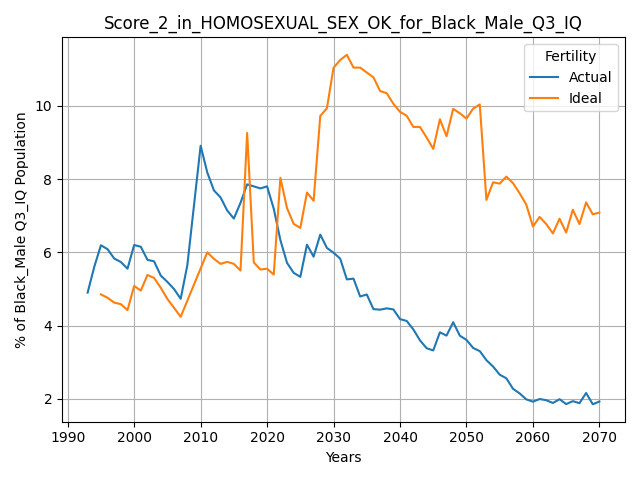 Score_2_in_HOMOSEXUAL_SEX_OK_for_Black_Male_Q3_IQ
Fertility
Actual
Ideal
% of Black_Male Q3_IQ Population
10
8
6
4
2
1990 2000 2010 2020 2030 2040 2050 2060 2070
Years